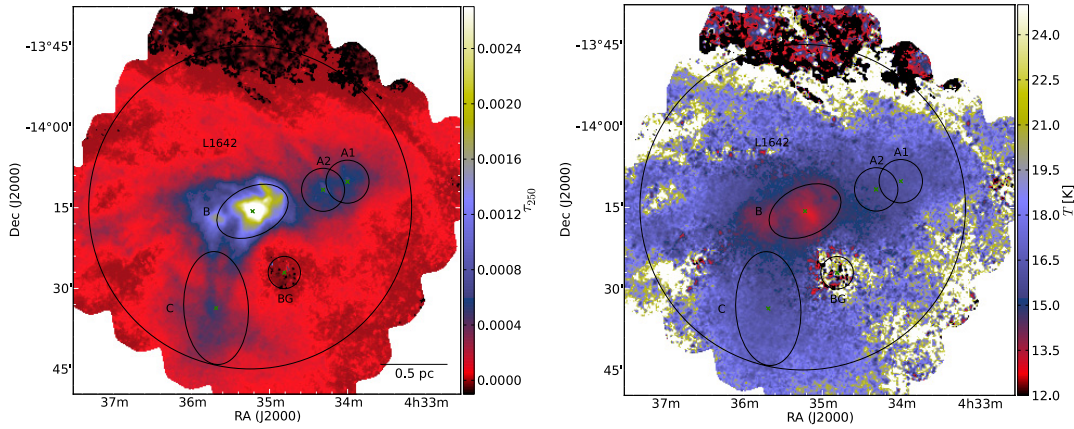 -13°45'
-14°00'
15'
30'
45'
Dec (J2000)
37m
36m
35m
34m
4h33m
RA (J2000)
L1642
A2
A1
B
C
BG
0.5 pc
0.0024
0.0020
0.0016
0.0012
0.0008
0.0004
0.0000
τ250
-13°45'
-14°00'
15'
30'
45'
Dec (J2000)
37m
36m
35m
34m
4h33m
RA (J2000)
L1642
A2
A1
B
C
BG
24.0
22.5
21.0
19.5
18.0
16.5
15.0
13.5
12.0
T [K]